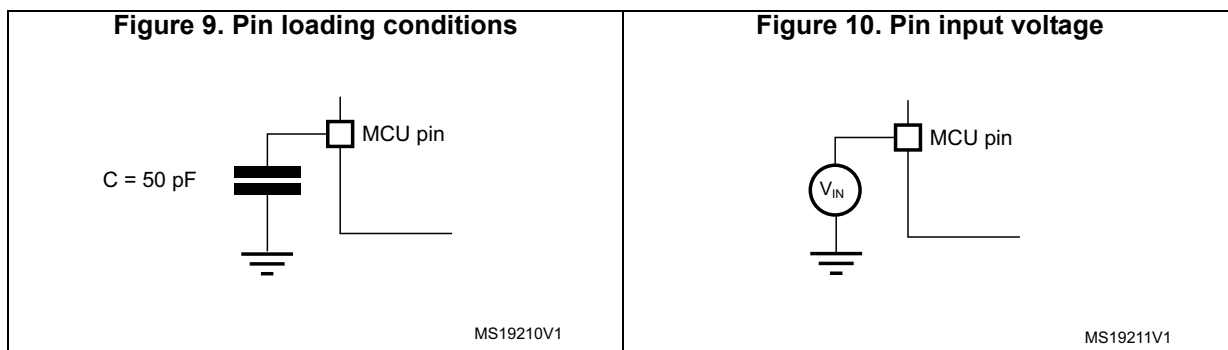 Figure 9. Pin loading conditions
MCU pin
C = 50 pF
MS19210V1
Figure 10. Pin input voltage
MCU pin
VIN
MS19211V1